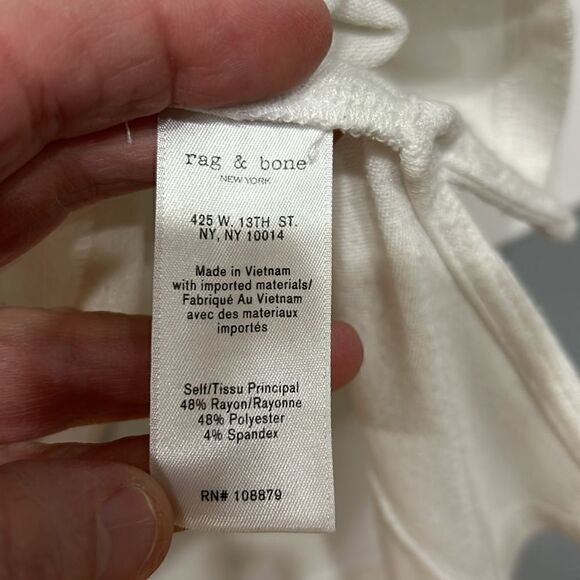 rag & bone
NEW YORK
425 W. 13TH ST.
NY, NY 10014
Made in Vietnam
with imported materials/
Fabriqué Au Vietnam
avec des materiaux
importés
Self/Tissu Principal
48% Rayon/Rayonne
48% Polyester
4% Spandex
RN# 108879